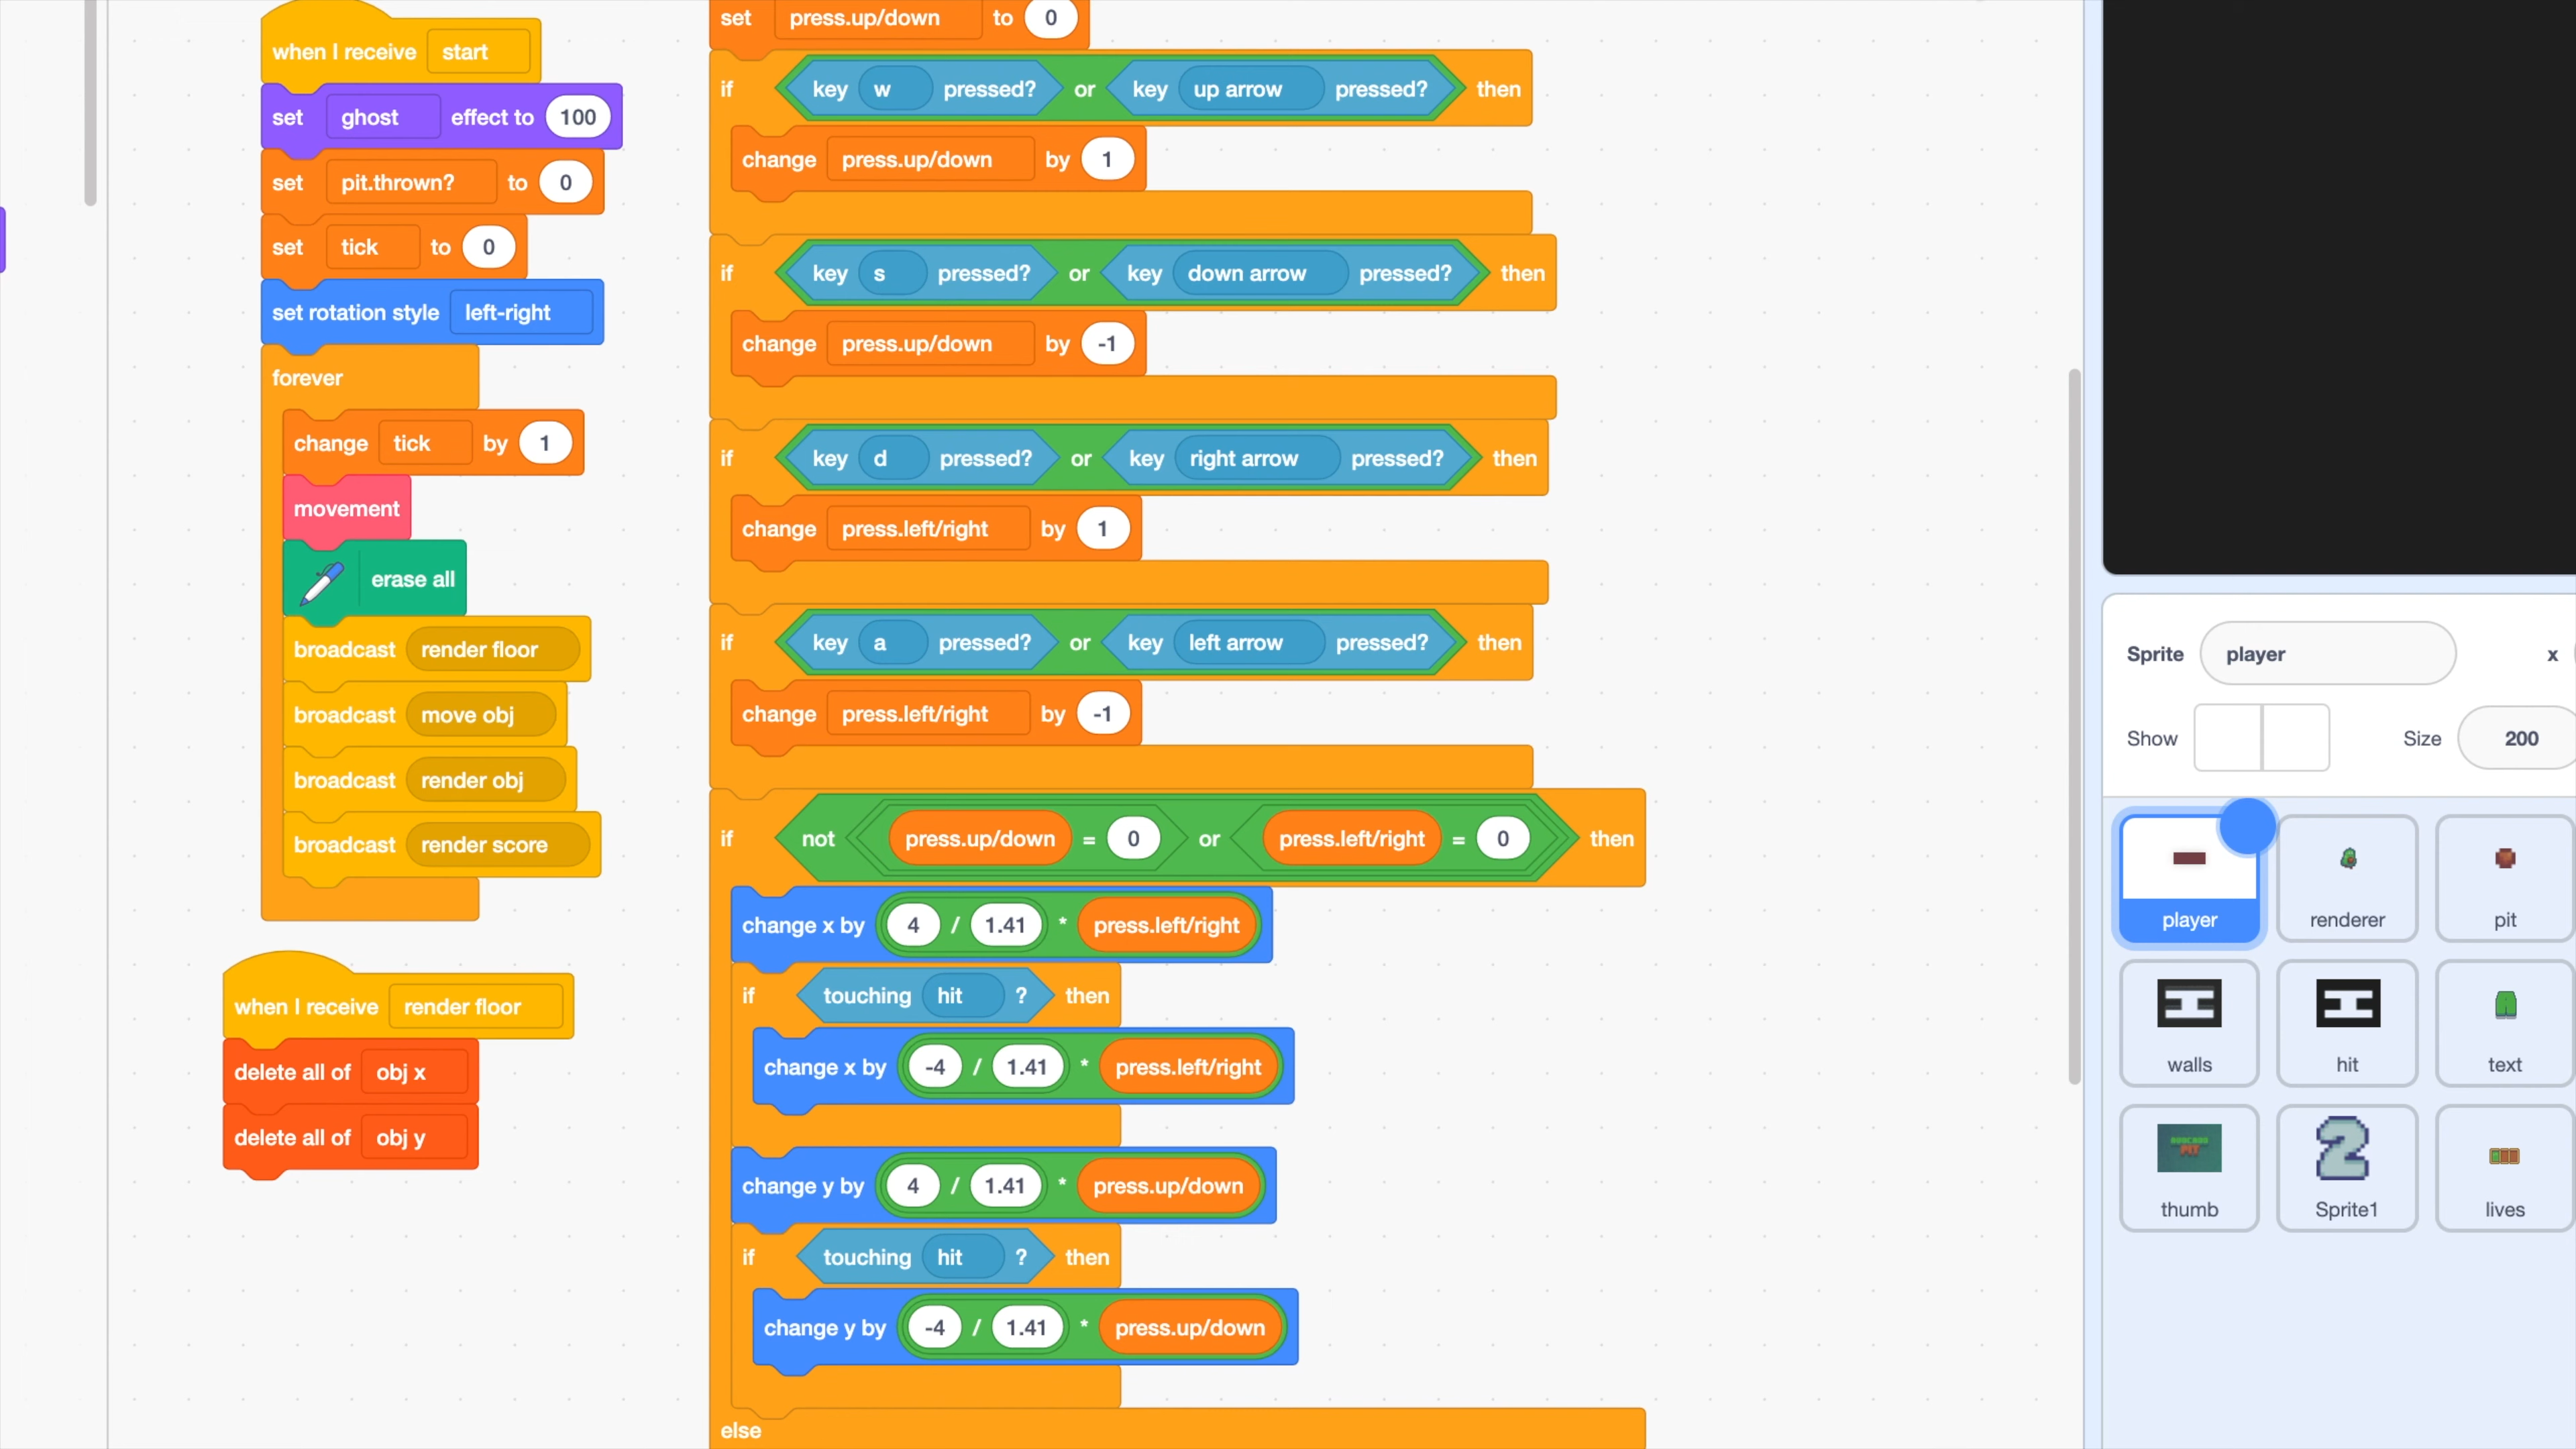 when I receive start
set ghost effect to 100
set pit.thrown? to 0
set tick to 0
set rotation style left-right
forever
change tick by 1
movement
erase all
broadcast render floor
broadcast move obj
broadcast render obj
broadcast render score
when I receive render floor
delete all of obj x
delete all of obj y
set press.up/down to 0
if key w pressed? or key up arrow pressed? then
change press.up/down by 1
if key s pressed? or key down arrow pressed? then
change press.up/down by -1
if key d pressed? or key right arrow pressed? then
change press.left/right by 1
if key a pressed? or key left arrow pressed? then
change press.left/right by -1
if not press.up/down = 0 or press.left/right = 0 then
change x by 4 / 1.41 * press.left/right
if touching hit ? then
change x by -4 / 1.41 * press.left/right
change y by 4 / 1.41 * press.up/down
if touching hit ? then
change y by -4 / 1.41 * press.up/down
else
Sprite player x
Show Size 200
player renderer pit
walls hit text
thumb Sprite1 lives